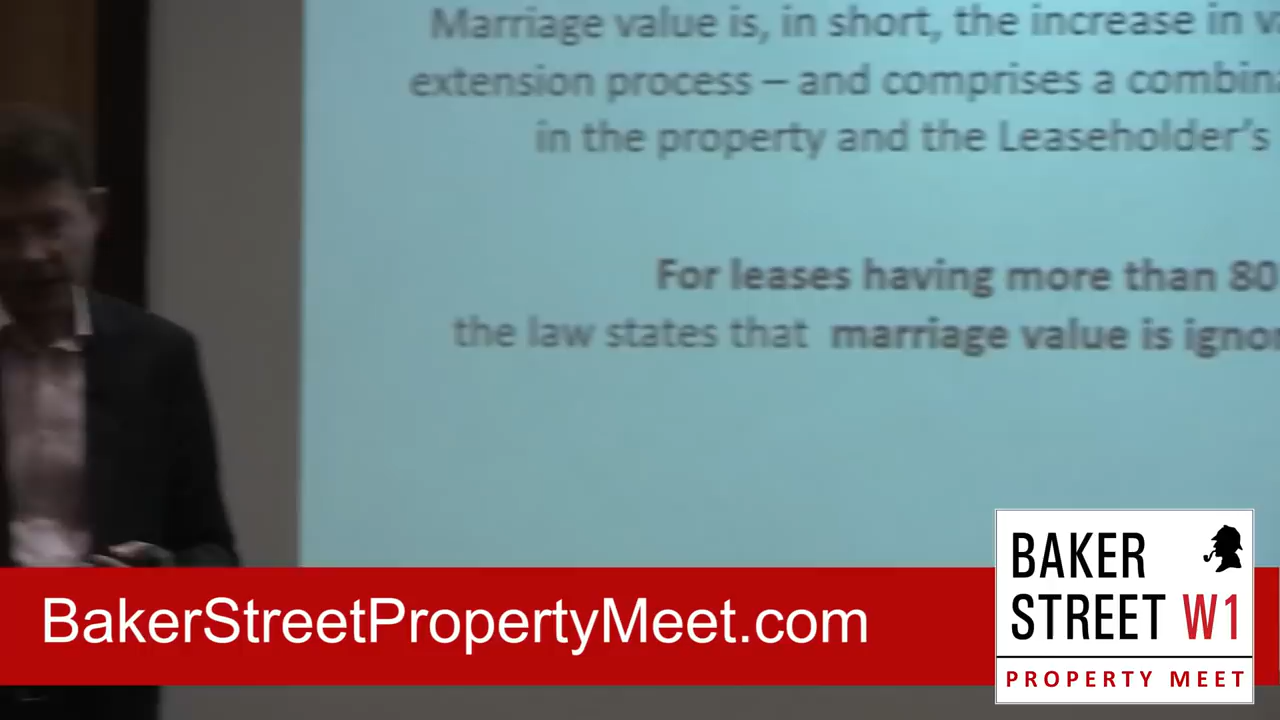 Marriage value is, in short, the increase in
extension process – and comprises a
in the property and the Leaseholder's
For leases having more than 80
the law states that marriage value is
BakerStreetPropertyMeet.com
BAKER
STREET W1
PROPERTY MEET